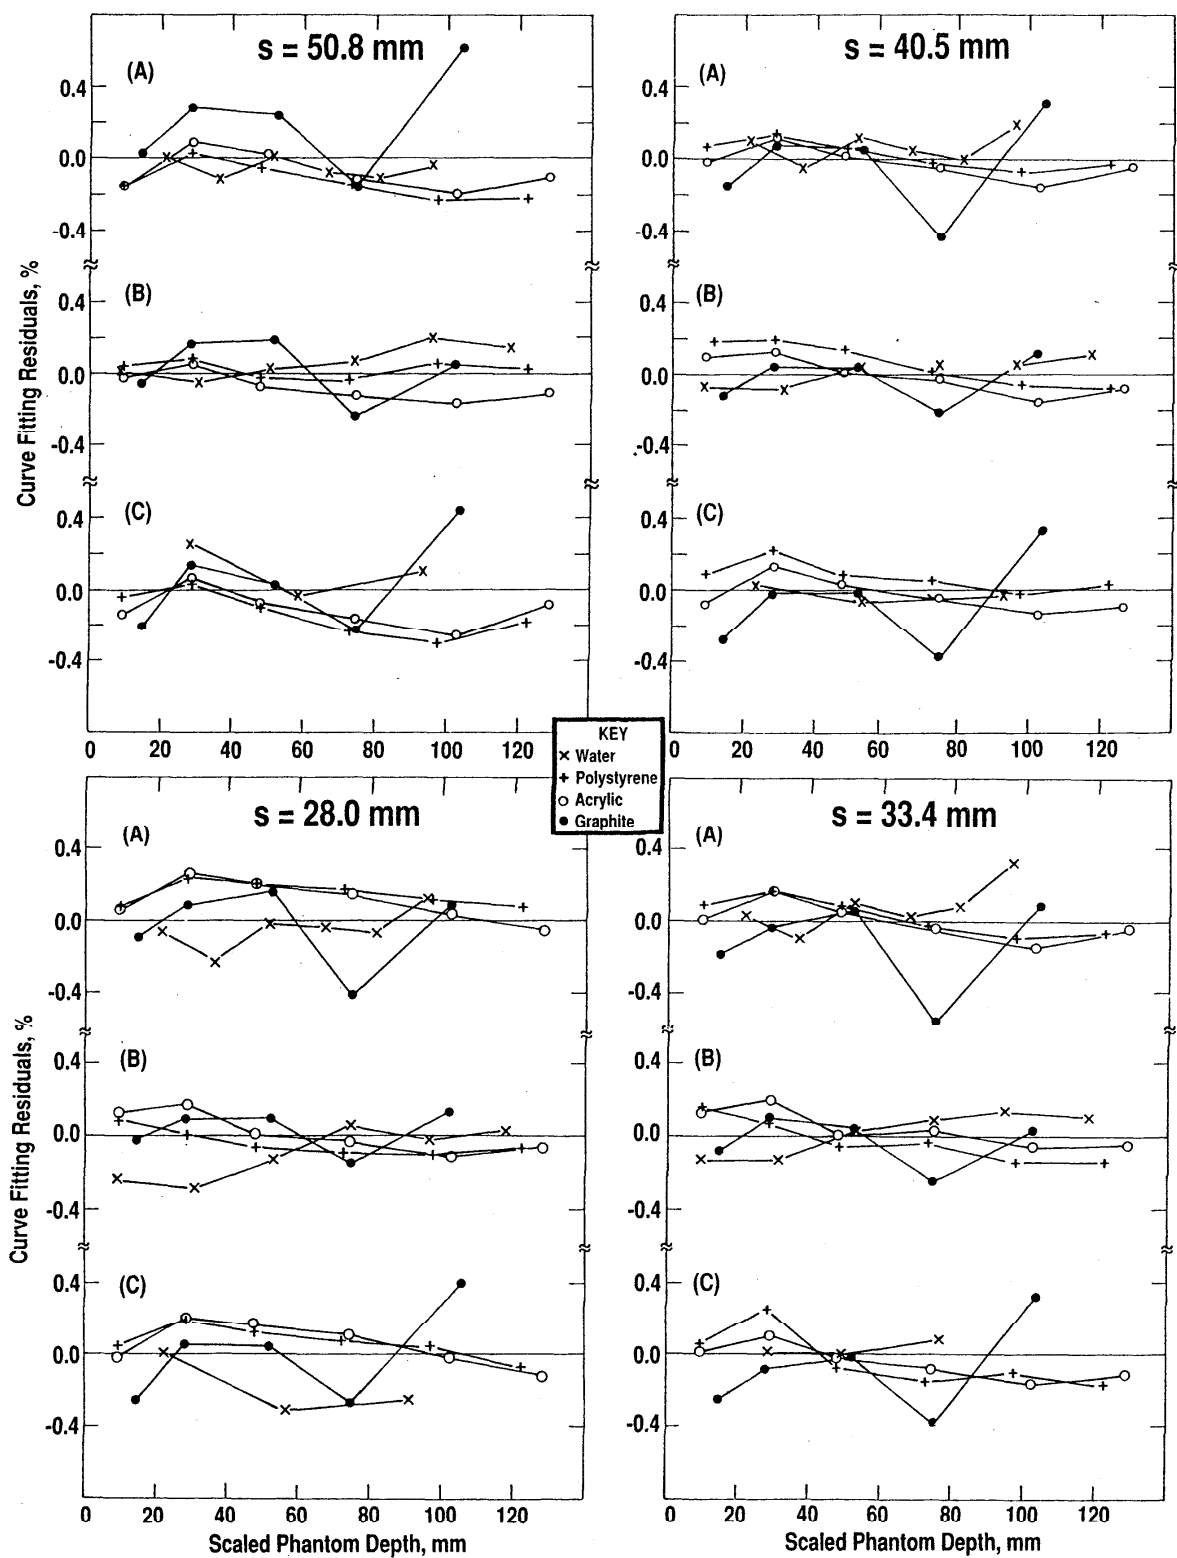 s = 50.8 mm
(A)
0.4
0.0
-0.4
(B)
0.4
0.0
-0.4
(C)
0.4
0.0
-0.4
0 20 40 60 80 100 120
Curve Fitting Residuals, %
s = 40.5 mm
(A)
0.4
0.0
-0.4
(B)
0.4
0.0
-0.4
(C)
0.4
0.0
-0.4
0 20 40 60 80 100 120
KEY
× Water
+ Polystyrene
○ Acrylic
● Graphite
s = 28.0 mm
(A)
0.4
0.0
-0.4
(B)
0.4
0.0
-0.4
(C)
0.4
0.0
-0.4
0 20 40 60 80 100 120
Scaled Phantom Depth, mm
Curve Fitting Residuals, %
s = 33.4 mm
(A)
0.4
0.0
-0.4
(B)
0.4
0.0
-0.4
(C)
0.4
0.0
-0.4
0 20 40 60 80 100 120
Scaled Phantom Depth, mm